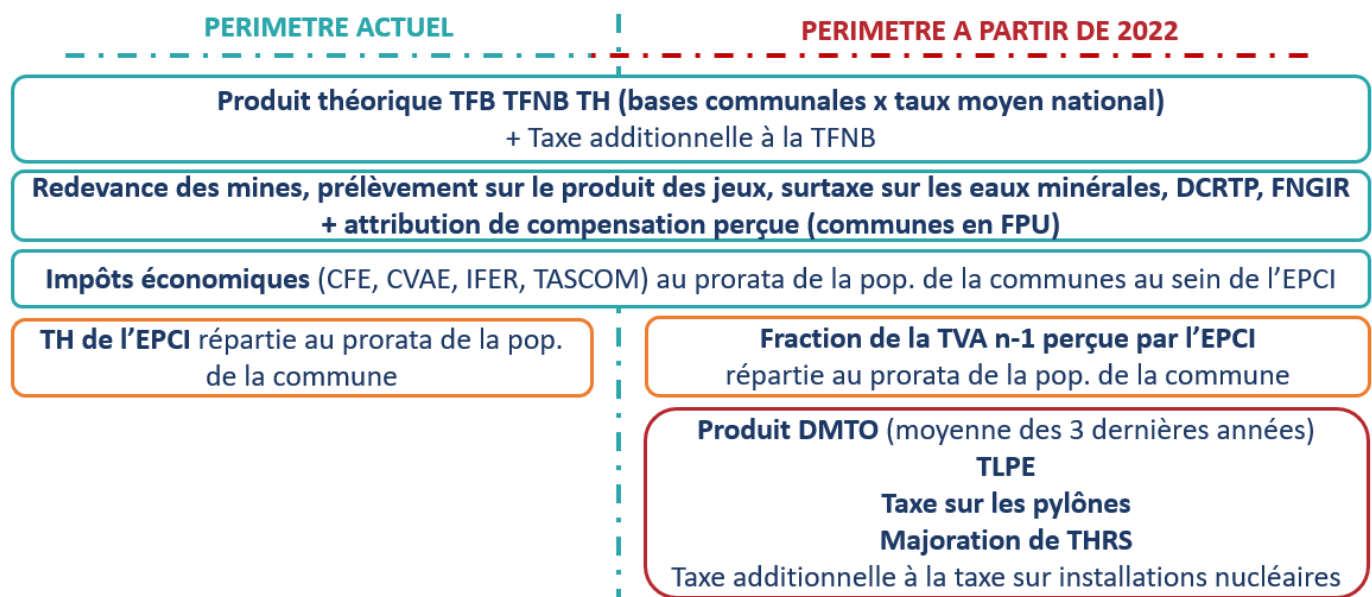 PERIMETRE ACTUEL
PERIMETRE A PARTIR DE 2022
Produit théorique TFB TFNB TH (bases communales x taux moyen national)
+ Taxe additionnelle à la TFNB
Redevance des mines, prélèvement sur le produit des jeux, surtaxe sur les eaux minérales, DCRTP, FNGIR
+ attribution de compensation perçue (communes en FPU)
Impôts économiques (CFE, CVAE, IFER, TASCOM) au prorata de la pop. de la communes au sein de l’EPCI
TH de l’EPCI répartie au prorata de la pop.
de la commune
Fraction de la TVA n-1 perçue par l’EPCI
répartie au prorata de la pop. de la commune
Produit DMTO (moyenne des 3 dernières années)
TLPE
Taxe sur les pylônes
Majoration de THRS
Taxe additionnelle à la taxe sur installations nucléaires